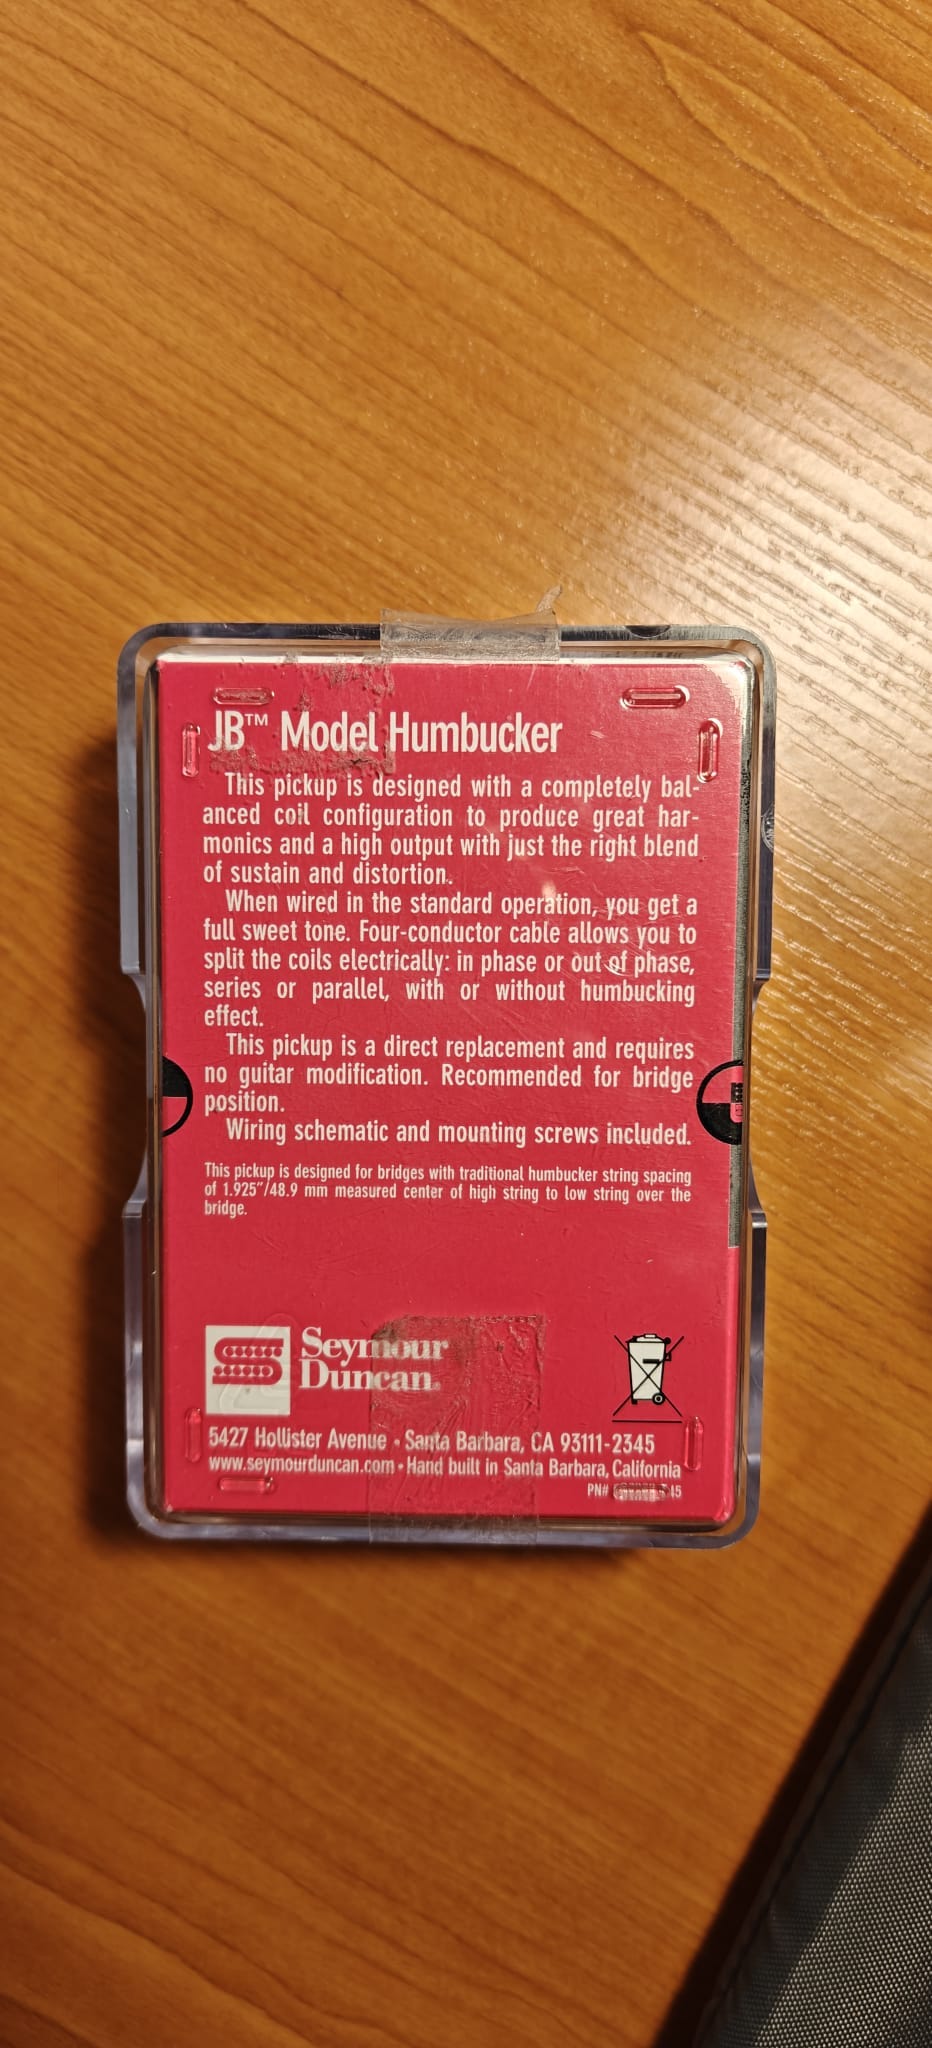 JB™ Model Humbucker
This pickup is designed with a completely bal-
anced coil configuration to produce great har-
monics and a high output with just the right blend
of sustain and distortion.
When wired in the standard operation, you get a
full sweet tone. Four-conductor cable allows you to
split the coils electrically: in phase or out of phase,
series or parallel, with or without humbucking
effect.
This pickup is a direct replacement and requires
no guitar modification. Recommended for bridge
position.
Wiring schematic and mounting screws included.
This pickup is designed for bridges with traditional humbucker string spacing
of 1.925"/48.9 mm measured center of high string to low string over the
bridge.
Seymour
Duncan.
5427 Hollister Avenue • Santa Barbara, CA 93111-2345
www.seymourduncan.com • Hand built in Santa Barbara, California
PN#